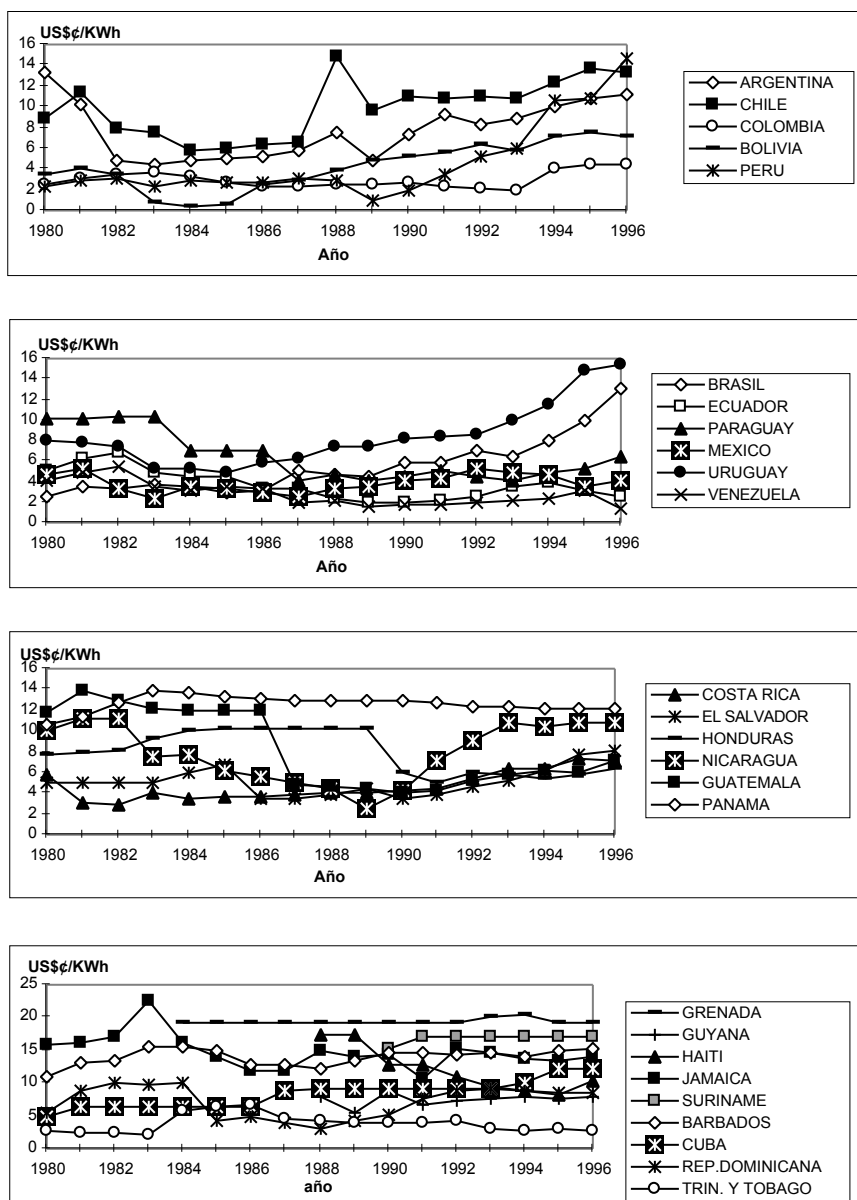 US$¢/KWh
16
14
12
10
8
6
4
2
0
1980 1982 1984 1986 1988 1990 1992 1994 1996
Año
ARGENTINA
CHILE
COLOMBIA
BOLIVIA
PERU
US$¢/KWh
16
14
12
10
8
6
4
2
0
1980 1982 1984 1986 1988 1990 1992 1994 1996
Año
BRASIL
ECUADOR
PARAGUAY
MEXICO
URUGUAY
VENEZUELA
US$¢/KWh
16
14
12
10
8
6
4
2
0
1980 1982 1984 1986 1988 1990 1992 1994 1996
Año
COSTA RICA
EL SALVADOR
HONDURAS
NICARAGUA
GUATEMALA
PANAMA
US$¢/KWh
25
20
15
10
5
0
1980 1982 1984 1986 1988 1990 1992 1994 1996
año
GRENADA
GUYANA
HAITI
JAMAICA
SURINAME
BARBADOS
CUBA
REP.DOMINICANA
TRIN. Y TOBAGO